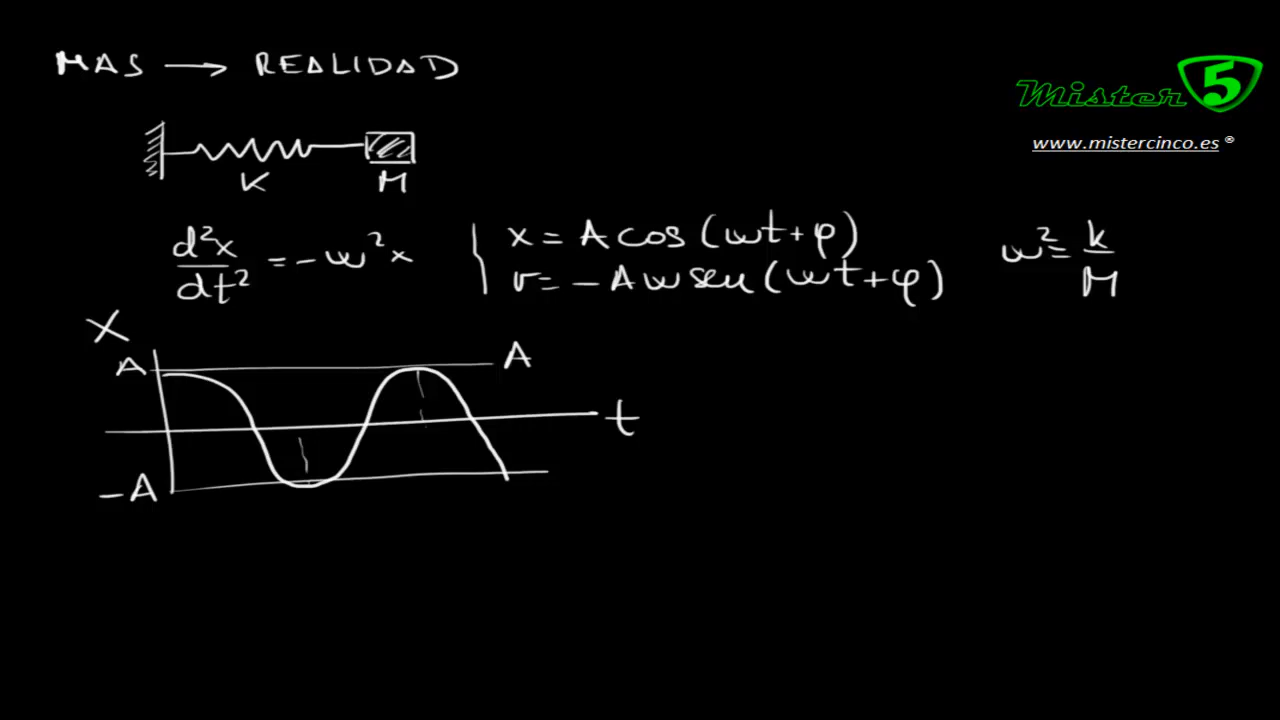 MAS → REALIDAD
Mister 5
www.mistercinco.es ®
K
M
d²x/dt² = -ω²x
x = A cos (ωt + φ)
v = -Aω sen (ωt + φ)
ω² = k/M
X
A
A
t
-A